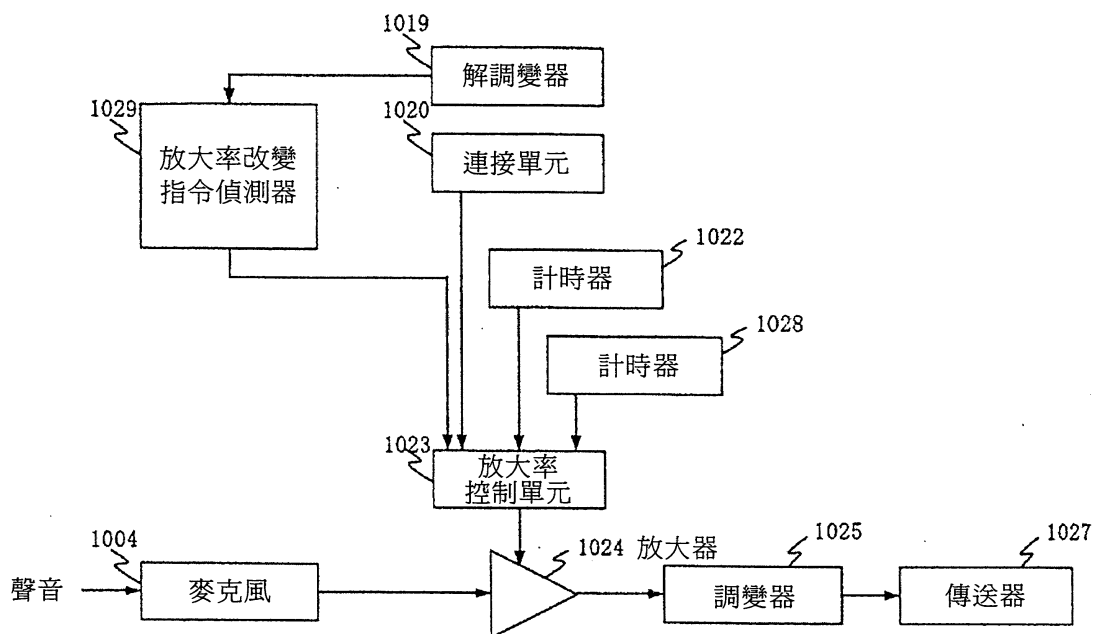 1019
解調變器
1029
放大率改變
指令偵測器
1020
連接單元
1022
計時器
1028
計時器
1023
放大率
控制單元
聲音
1004
麥克風
1024 放大器
1025
調變器
1027
傳送器